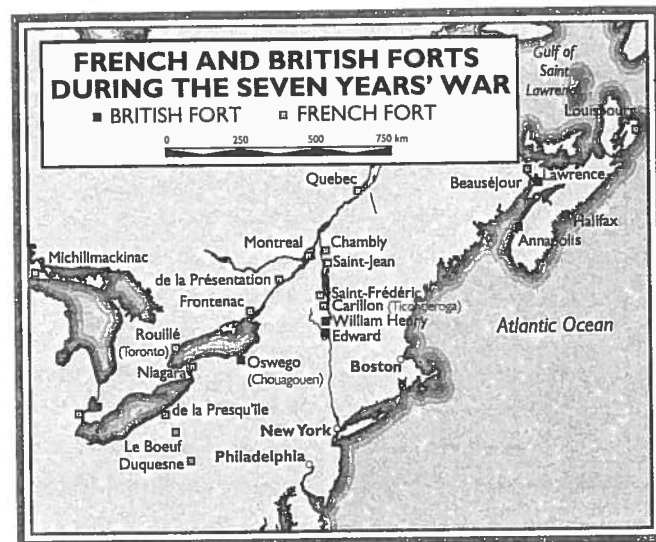 FRENCH AND BRITISH FORTS
DURING THE SEVEN YEARS' WAR
BRITISH FORT
FRENCH FORT
0 250 500 750 km
Gulf of
Saint
Lawrence
Louisbourg
Quebec
Beauséjour
Lawrence
Halifax
Annapolis
Montreal
Chambly
Saint-Jean
Michillmackinac
de la Présentation
Frontenac
Saint-Frédéric
Carillon (Ticonderoga)
William Henry
Edward
Rouillé
(Toronto)
Atlantic Ocean
Niagara
Oswego
(Chouagouen)
Boston
de la Presqu'île
Le Boeuf
Duquesne
New York
Philadelphia